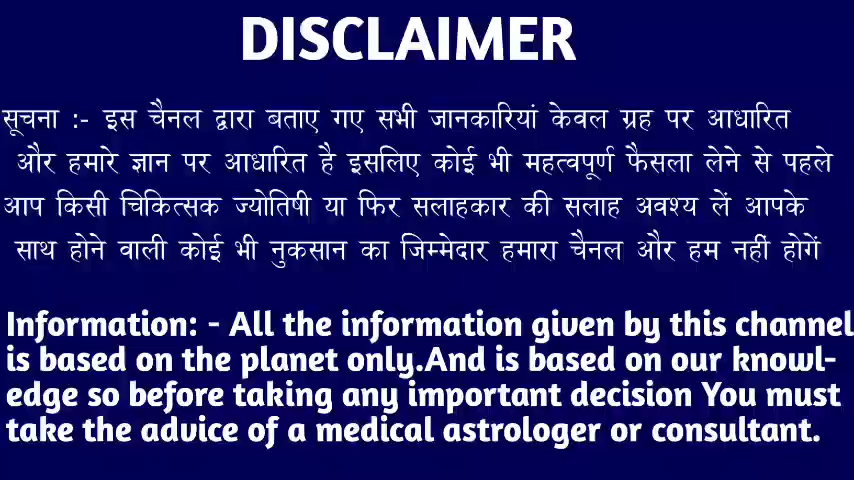 DISCLAIMER
सूचना :- इस चैनल द्वारा बताए गए सभी जानकारियां केवल ग्रह पर आधारित
और हमारे ज्ञान पर आधारित है इसलिए कोई भी महत्वपूर्ण फैसला लेने से पहले
आप किसी चिकित्सक ज्योतिषी या फिर सलाहकार की सलाह अवश्य लें आपके
साथ होने वाली कोई भी नुकसान का जिम्मेदार हमारा चैनल और हम नहीं होगें
Information: - All the information given by this channel
is based on the planet only.And is based on our knowl-
edge so before taking any important decision You must
take the advice of a medical astrologer or consultant.